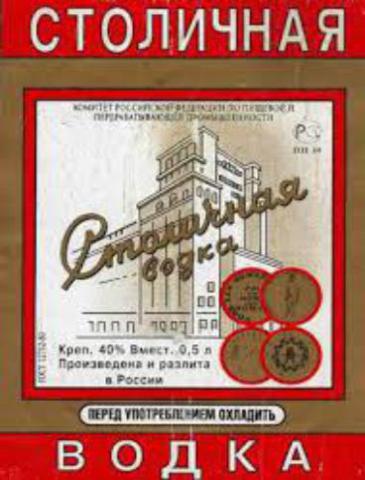 СТОЛИЧНАЯ
КОМИТЕТ РОССИЙСКОЙ ФЕДЕРАЦИИ ПО ПИЩЕВОЙ И
ПЕРЕРАБАТЫВАЮЩЕЙ ПРОМЫШЛЕННОСТИ
Столичная
водка
Креп. 40% Вмест. 0,5 л
Произведена и разлита
в России
ПЕРЕД УПОТРЕБЛЕНИЕМ ОХЛАДИТЬ
ВОДКА